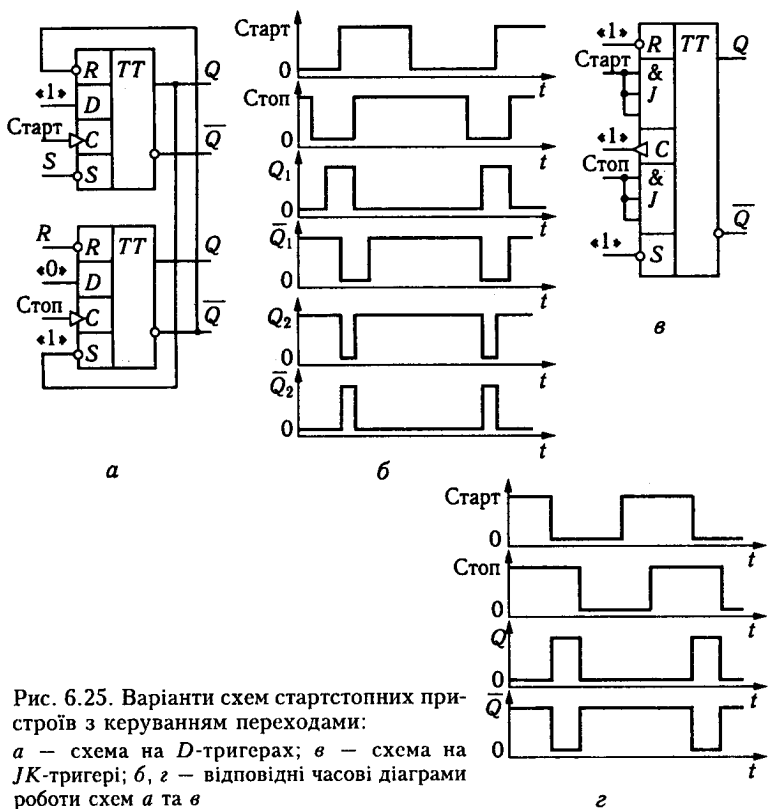 «1»
R
TT
Q
D
Старт
C
Q̅
S
S
R
R
TT
Q
«0»
D
Стоп
C
Q̅
«1»
S
а
Старт
0
t
Стоп
0
t
Q₁
0
t
Q̅₁
0
t
Q₂
0
t
Q̅₂
0
t
б
«1»
R
TT
Q
Старт
&
J
«1»
C
Стоп
&
J
Q̅
«1»
S
в
Старт
0
t
Стоп
0
t
Q
0
t
Q̅
0
t
г
Рис. 6.25. Варіанти схем стартстопних при-
строїв з керуванням переходами:
а — схема на D-тригерах; в — схема на
JK-тригері; б, г — відповідні часові діаграми
роботи схем а та в